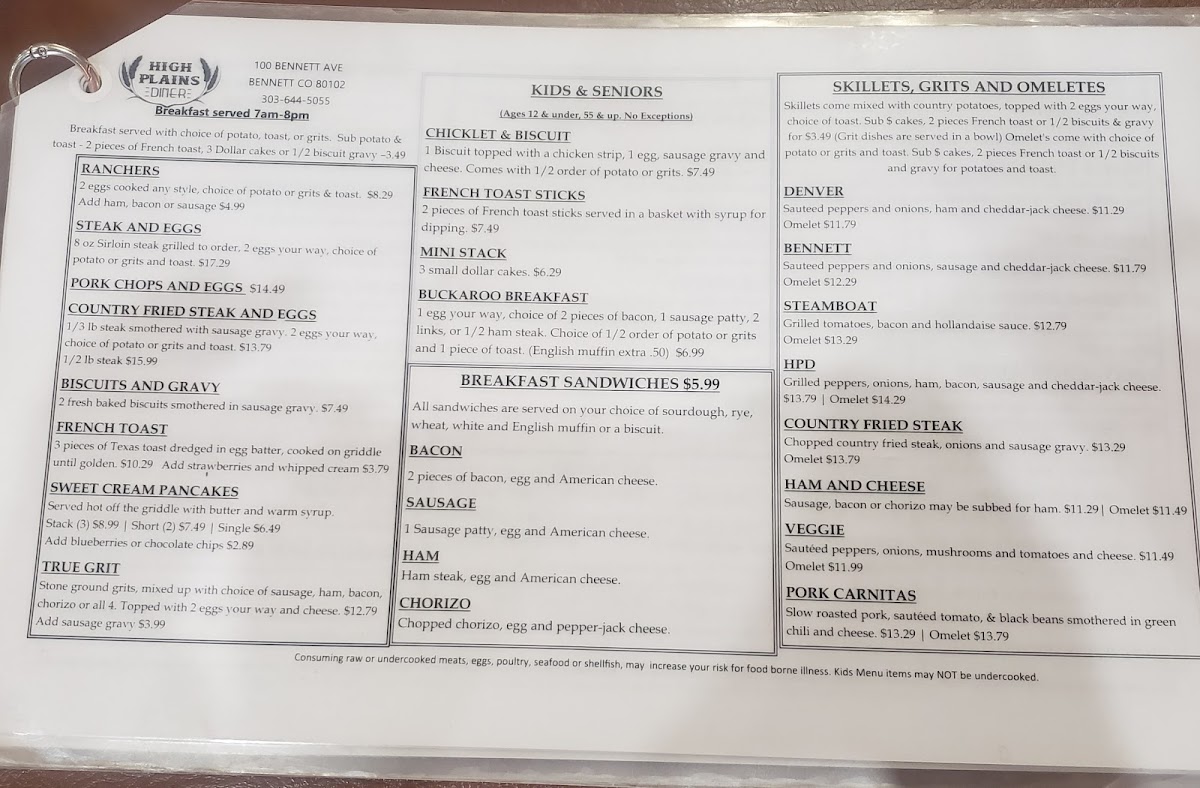 HIGH
PLAINS
DINER
100 BENNETT AVE
BENNETT CO 80102
303-644-5055
Breakfast served 7am-8pm
Breakfast served with choice of potato, toast, or grits. Sub potato &
toast - 2 pieces of French toast, 3 Dollar cakes or 1/2 biscuit gravy –3.49
RANCHERS
2 eggs cooked any style, choice of potato or grits & toast. $8.29
Add ham, bacon or sausage $4.99
STEAK AND EGGS
8 oz Sirloin steak grilled to order, 2 eggs your way, choice of
potato or grits and toast. $17.29
PORK CHOPS AND EGGS $14.49
COUNTRY FRIED STEAK AND EGGS
1/3 lb steak smothered with sausage gravy. 2 eggs your way,
choice of potato or grits and toast. $13.79
1/2 lb steak $15.99
BISCUITS AND GRAVY
2 fresh baked biscuits smothered in sausage gravy. $7.49
FRENCH TOAST
3 pieces of Texas toast dredged in egg batter, cooked on griddle
until golden. $10.29 Add strawberries and whipped cream $3.79
SWEET CREAM PANCAKES
Served hot off the griddle with butter and warm syrup.
Stack (3) $8.99 | Short (2) $7.49 | Single $6.49
Add blueberries or chocolate chips $2.89
TRUE GRIT
Stone ground grits, mixed up with choice of sausage, ham, bacon,
chorizo or all 4. Topped with 2 eggs your way and cheese. $12.79
Add sausage gravy $3.99
KIDS & SENIORS
(Ages 12 & under, 55 & up. No Exceptions)
CHICKLET & BISCUIT
1 Biscuit topped with a chicken strip, 1 egg, sausage gravy and
cheese. Comes with 1/2 order of potato or grits. $7.49
FRENCH TOAST STICKS
2 pieces of French toast sticks served in a basket with syrup for
dipping. $7.49
MINI STACK
3 small dollar cakes. $6.29
BUCKAROO BREAKFAST
1 egg your way, choice of 2 pieces of bacon, 1 sausage patty, 2
links, or 1/2 ham steak. Choice of 1/2 order of potato or grits
and 1 piece of toast. (English muffin extra .50) $6.99
BREAKFAST SANDWICHES $5.99
All sandwiches are served on your choice of sourdough, rye,
wheat, white and English muffin or a biscuit.
BACON
2 pieces of bacon, egg and American cheese.
SAUSAGE
1 Sausage patty, egg and American cheese.
HAM
Ham steak, egg and American cheese.
CHORIZO
Chopped chorizo, egg and pepper-jack cheese.
SKILLETS, GRITS AND OMELETES
Skillets come mixed with country potatoes, topped with 2 eggs your way,
choice of toast. Sub $ cakes, 2 pieces French toast or 1/2 biscuits & gravy
for $3.49 (Grit dishes are served in a bowl) Omelet's come with choice of
potato or grits and toast. Sub $ cakes, 2 pieces French toast or 1/2 biscuits
and gravy for potatoes and toast.
DENVER
Sauteed peppers and onions, ham and cheddar-jack cheese. $11.29
Omelet $11.79
BENNETT
Sauteed peppers and onions, sausage and cheddar-jack cheese. $11.79
Omelet $12.29
STEAMBOAT
Grilled tomatoes, bacon and hollandaise sauce. $12.79
Omelet $13.29
HPD
Grilled peppers, onions, ham, bacon, sausage and cheddar-jack cheese.
$13.79 | Omelet $14.29
COUNTRY FRIED STEAK
Chopped country fried steak, onions and sausage gravy. $13.29
Omelet $13.79
HAM AND CHEESE
Sausage, bacon or chorizo may be subbed for ham. $11.29| Omelet $11.49
VEGGIE
Sautéed peppers, onions, mushrooms and tomatoes and cheese. $11.49
Omelet $11.99
PORK CARNITAS
Slow roasted pork, sautéed tomato, & black beans smothered in green
chili and cheese. $13.29 | Omelet $13.79
Consuming raw or undercooked meats, eggs, poultry, seafood or shellfish, may increase your risk for food borne illness. Kids Menu items may NOT be undercooked.